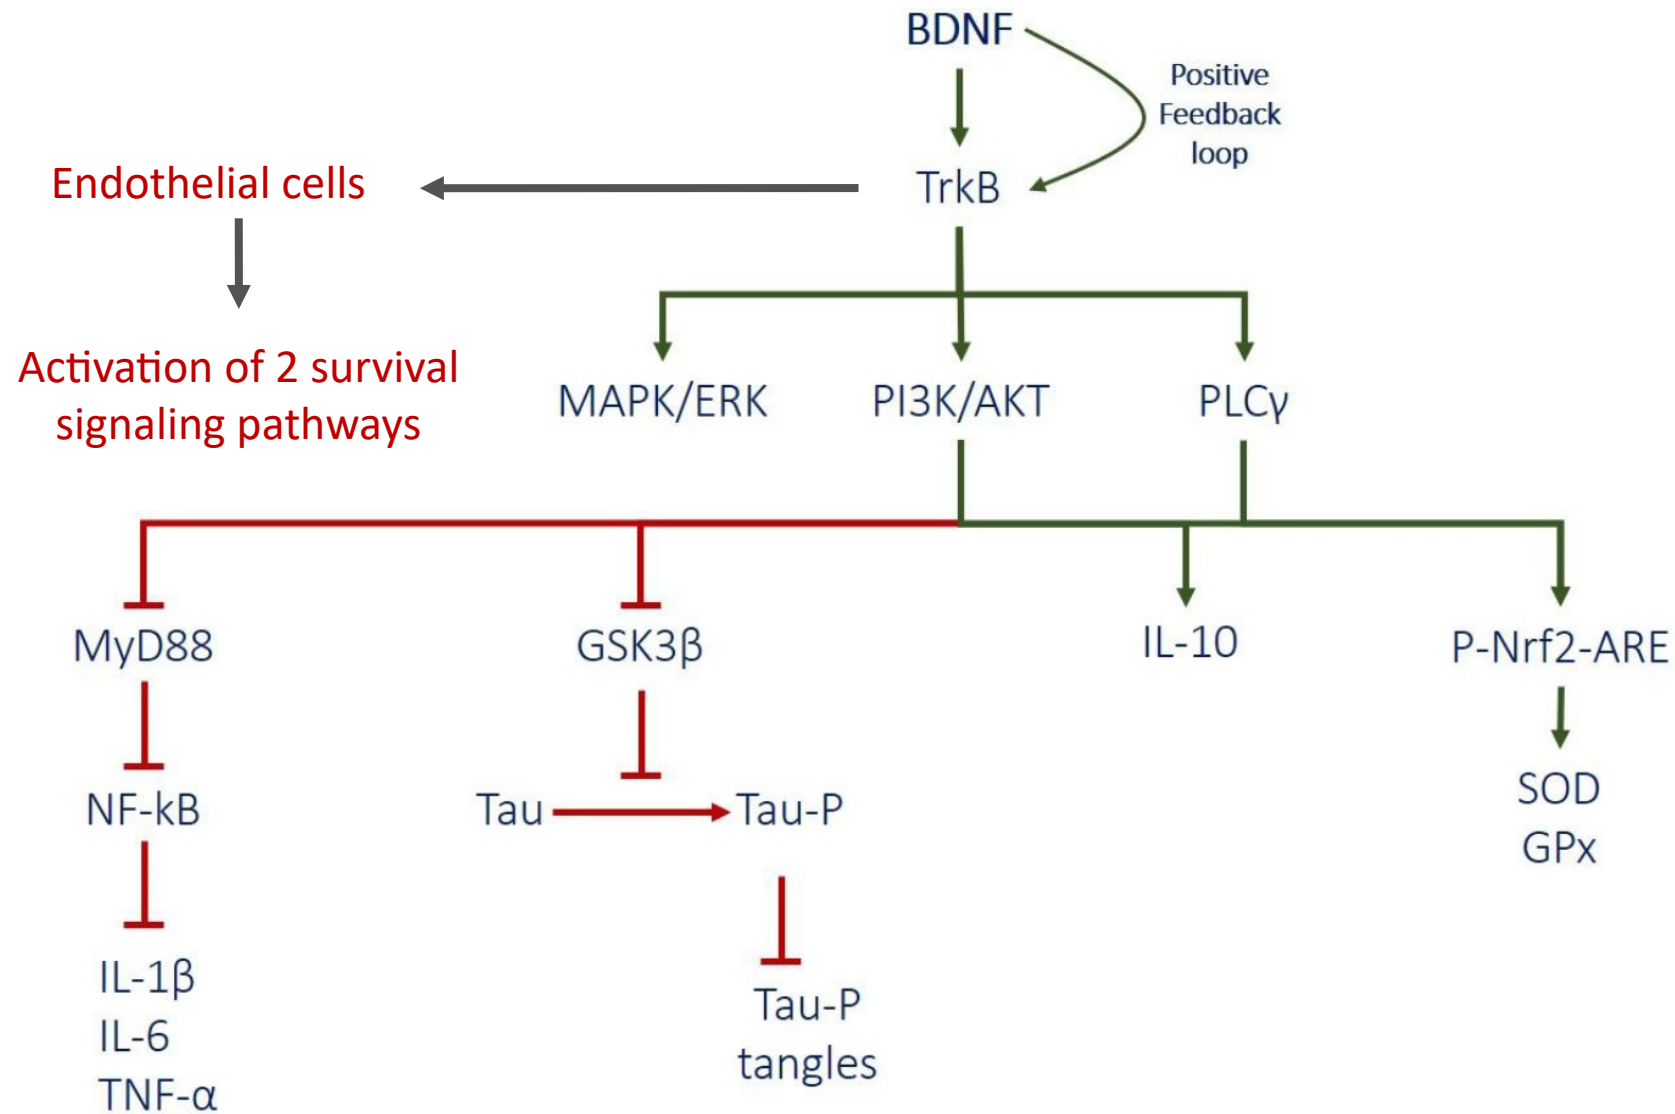 BDNF
Positive
Feedback
loop
Endothelial cells
TrkB
Activation of 2 survival
signaling pathways
MAPK/ERK
PI3K/AKT
PLCγ
MyD88
GSK3β
IL-10
P-Nrf2-ARE
NF-kB
Tau
Tau-P
SOD
GPx
IL-1β
IL-6
TNF-α
Tau-P
tangles